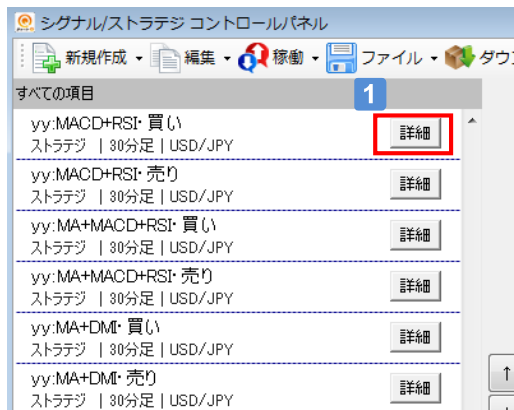 シグナル/ストラテジ コントロールパネル
新規作成 編集 稼働 ファイル ダウ
すべての項目
1
yy:MACD+RSI・買い
詳細
ストラテジ | 30分足 | USD/JPY
yy:MACD+RSI・売り
詳細
ストラテジ | 30分足 | USD/JPY
yy:MA+MACD+RSI・買い
詳細
ストラテジ | 30分足 | USD/JPY
yy:MA+MACD+RSI・売り
詳細
ストラテジ | 30分足 | USD/JPY
yy:MA+DMI・買い
詳細
ストラテジ | 30分足 | USD/JPY
yy:MA+DMI・売り
詳細
ストラテジ | 30分足 | USD/JPY
↑